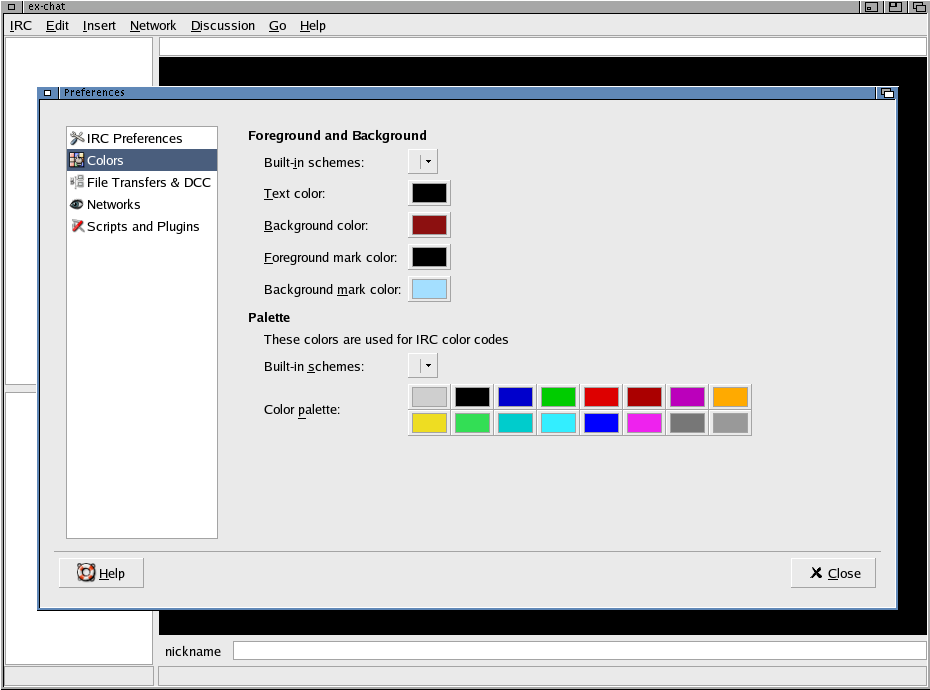 ex-chat
IRC Edit Insert Network Discussion Go Help
Preferences
IRC Preferences
Colors
File Transfers & DCC
Networks
Scripts and Plugins
Foreground and Background
Built-in schemes:
Text color:
Background color:
Foreground mark color:
Background mark color:
Palette
These colors are used for IRC color codes
Built-in schemes:
Color palette:
Help
Close
nickname